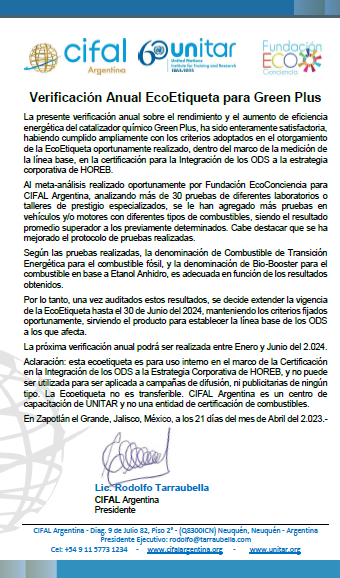 cifal
Argentina
60
unitar
United Nations
Institute for Training and Research
1963/2023
Fundación
ECO
Conciencia
Verificación Anual EcoEtiqueta para Green Plus
La presente verificación anual sobre el rendimiento y el aumento de eficiencia
energética del catalizador químico Green Plus, ha sido enteramente satisfactoria,
habiendo cumplido ampliamente con los criterios adoptados en el otorgamiento
de la EcoEtiqueta oportunamente realizado, dentro del marco de la medición de
la línea base, en la certificación para la Integración de los ODS a la estrategia
corporativa de HOREB.
Al meta-análisis realizado oportunamente por Fundación EcoConciencia para
CIFAL Argentina, analizando más de 30 pruebas de diferentes laboratorios o
talleres de prestigio especializados, se le han agregado más pruebas en
vehículos y/o motores con diferentes tipos de combustibles, siendo el resultado
promedio superador a los previamente determinados. Cabe destacar que se ha
mejorado el protocolo de pruebas realizadas.
Según las pruebas realizadas, la denominación de Combustible de Transición
Energética para el combustible fósil, y la denominación de Bio-Booster para el
combustible en base a Etanol Anhidro, es adecuada en función de los resultados
obtenidos.
Por lo tanto, una vez auditados estos resultados, se decide extender la vigencia
de la EcoEtiqueta hasta el 30 de Junio del 2024, manteniendo los criterios fijados
oportunamente, sirviendo el producto para establecer la línea base de los ODS
a los que afecta.
La próxima verificación anual podrá ser realizada entre Enero y Junio del 2.024.
Aclaración: esta ecoetiqueta es para uso interno en el marco de la Certificación
en la Integración de los ODS a la Estrategia Corporativa de HOREB, y no puede
ser utilizada para ser aplicada a campañas de difusión, ni publicitarias de ningún
tipo. La Ecoetiqueta no es transferible. CIFAL Argentina es un centro de
capacitación de UNITAR y no una entidad de certificación de combustibles.
En Zapotlán el Grande, Jalisco, México, a los 21 días del mes de Abril del 2.023.-
Lic. Rodolfo Tarraubella
CIFAL Argentina
Presidente
CIFAL Argentina - Diag. 9 de Julio 82, Piso 2° - (Q8300ICN) Neuquén, Neuquén - Argentina
Presidente Ejecutivo: rodolfo@tarraubella.com
Cel: +54 9 11 5773 1234 - www.cifalargentina.org - www.unitar.org